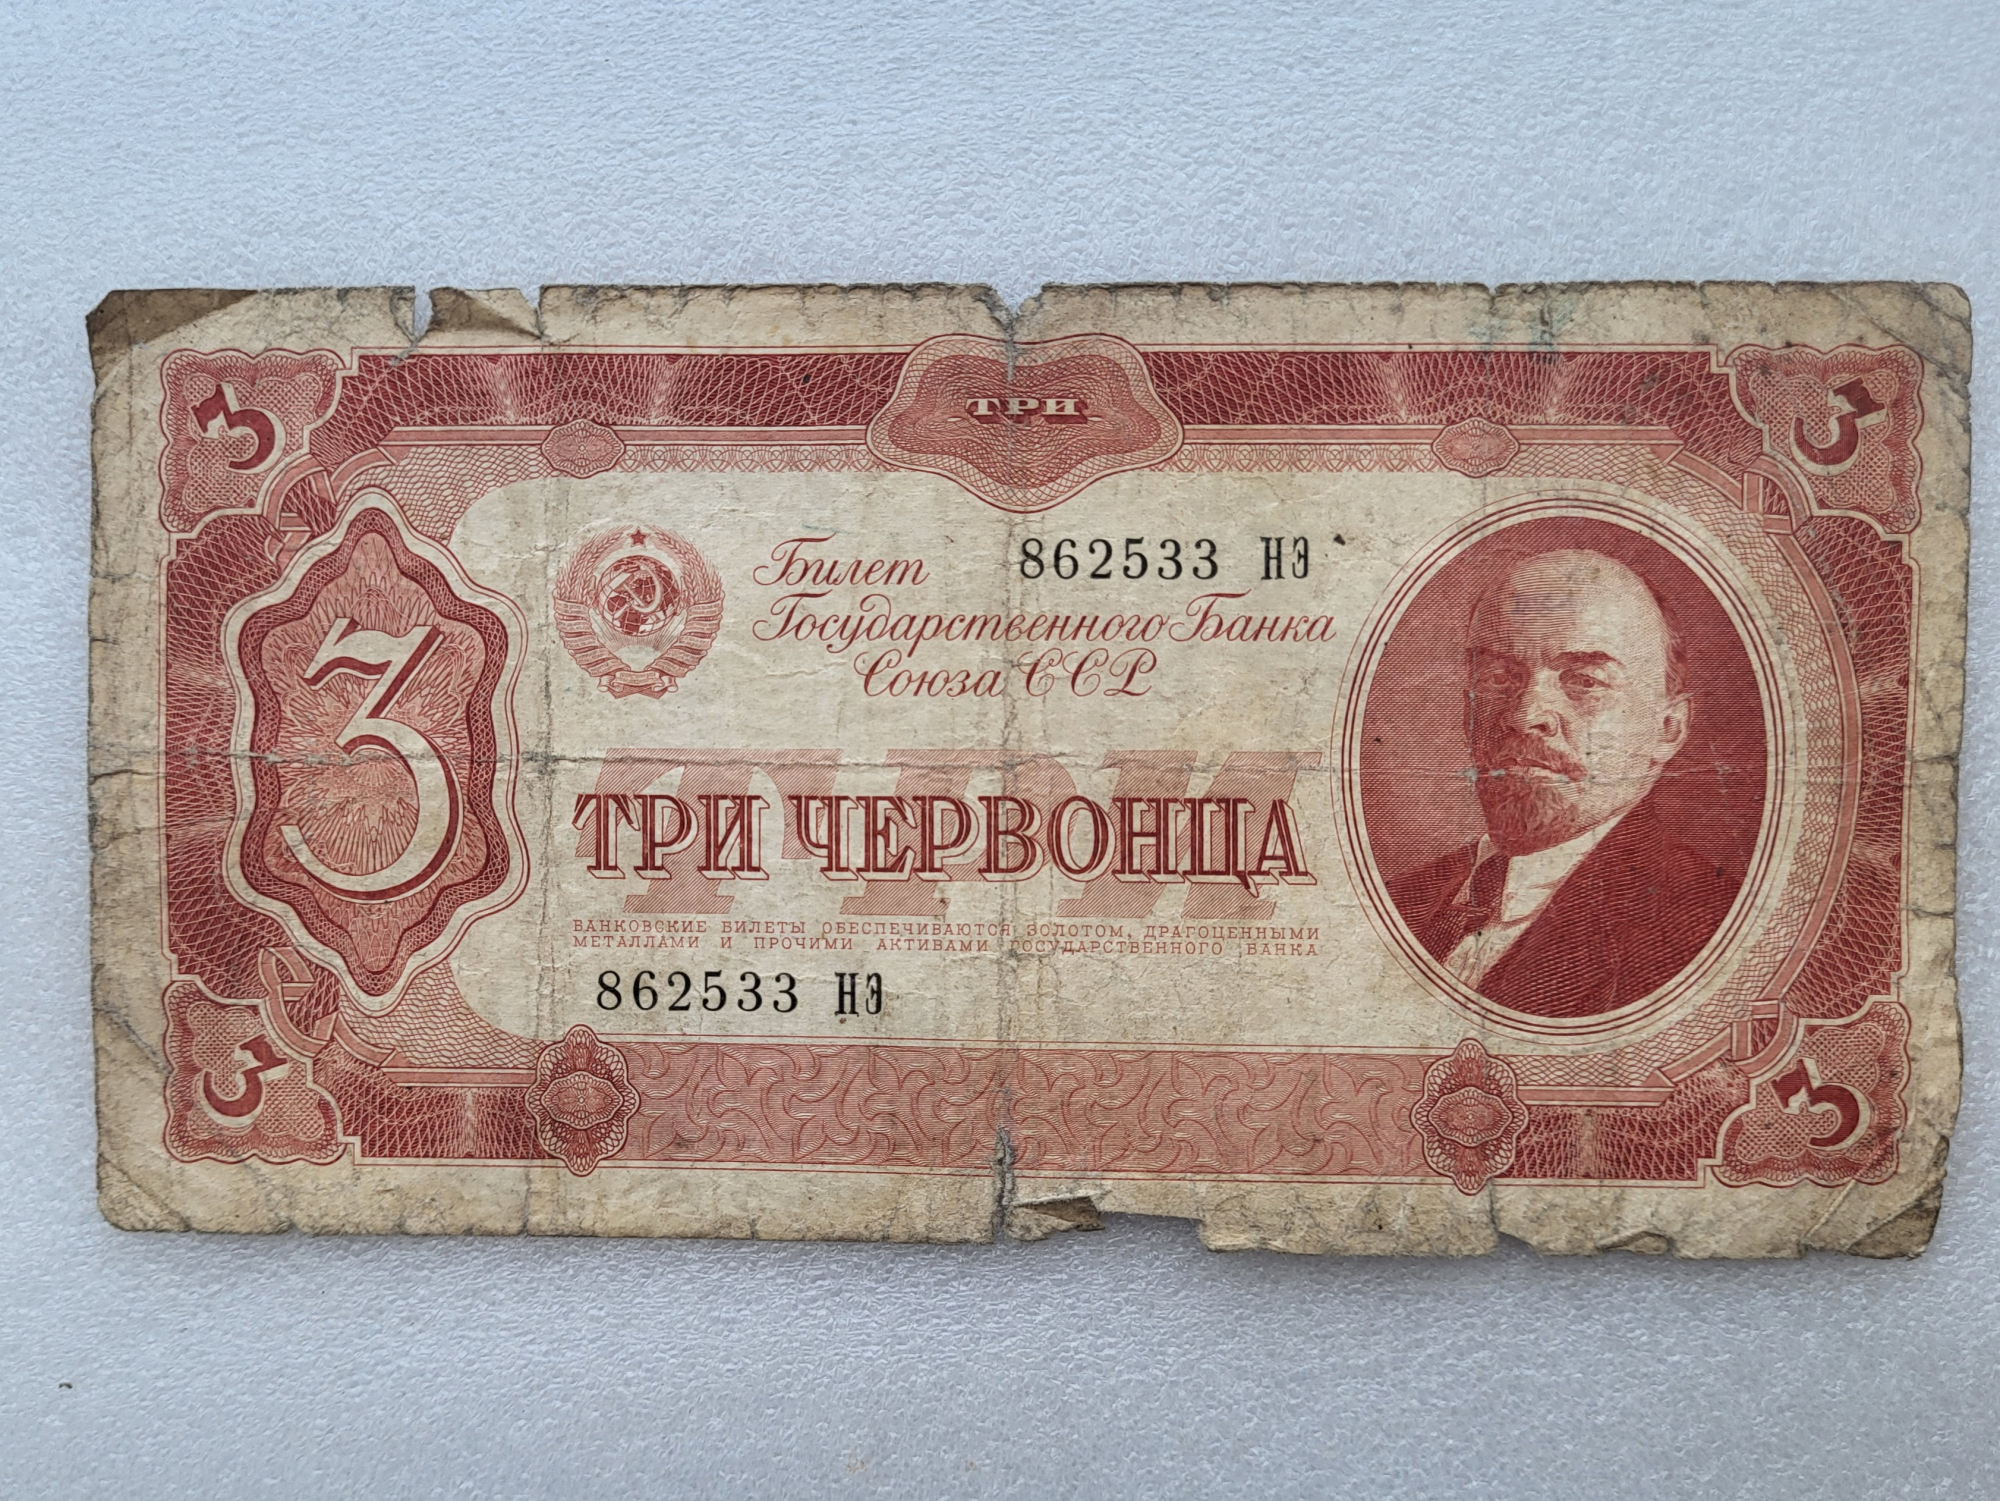 3
ТРИ
3
3
Билет 862533 НЭ
Государственного Банка
Союза ССР
ТРИ
ТРИ ЧЕРВОНЦА
БАНКОВСКИЕ БИЛЕТЫ ОБЕСПЕЧИВАЮТСЯ ЗОЛОТОМ, ДРАГОЦЕННЫМИ
МЕТАЛЛАМИ И ПРОЧИМИ АКТИВАМИ ГОСУДАРСТВЕННОГО БАНКА
862533 НЭ
3
3